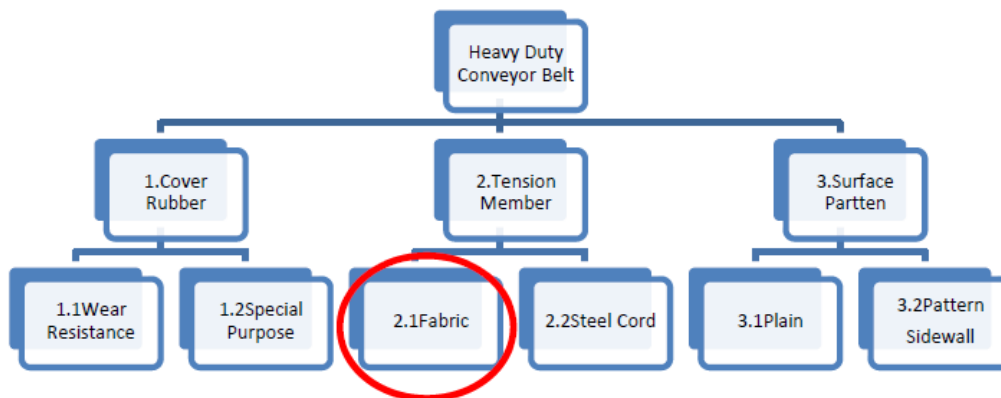 Heavy Duty
Conveyor Belt
1.Cover
Rubber
2.Tension
Member
3.Surface
Partten
1.1Wear
Resistance
1.2Special
Purpose
2.1Fabric
2.2Steel Cord
3.1Plain
3.2Pattern
Sidewall